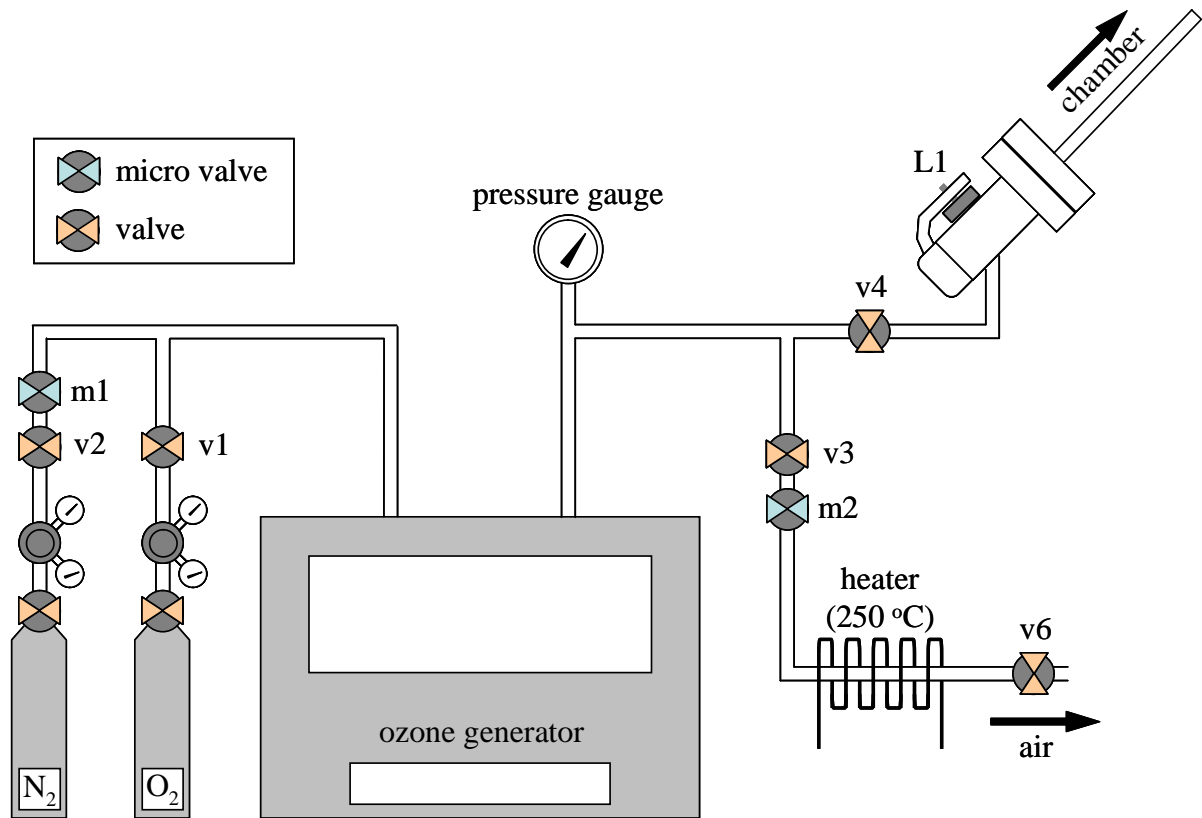 chamber
L1
micro valve
valve
pressure gauge
v4
m1
v2
v1
v3
m2
heater
(250 °C)
v6
ozone generator
air
N₂
O₂